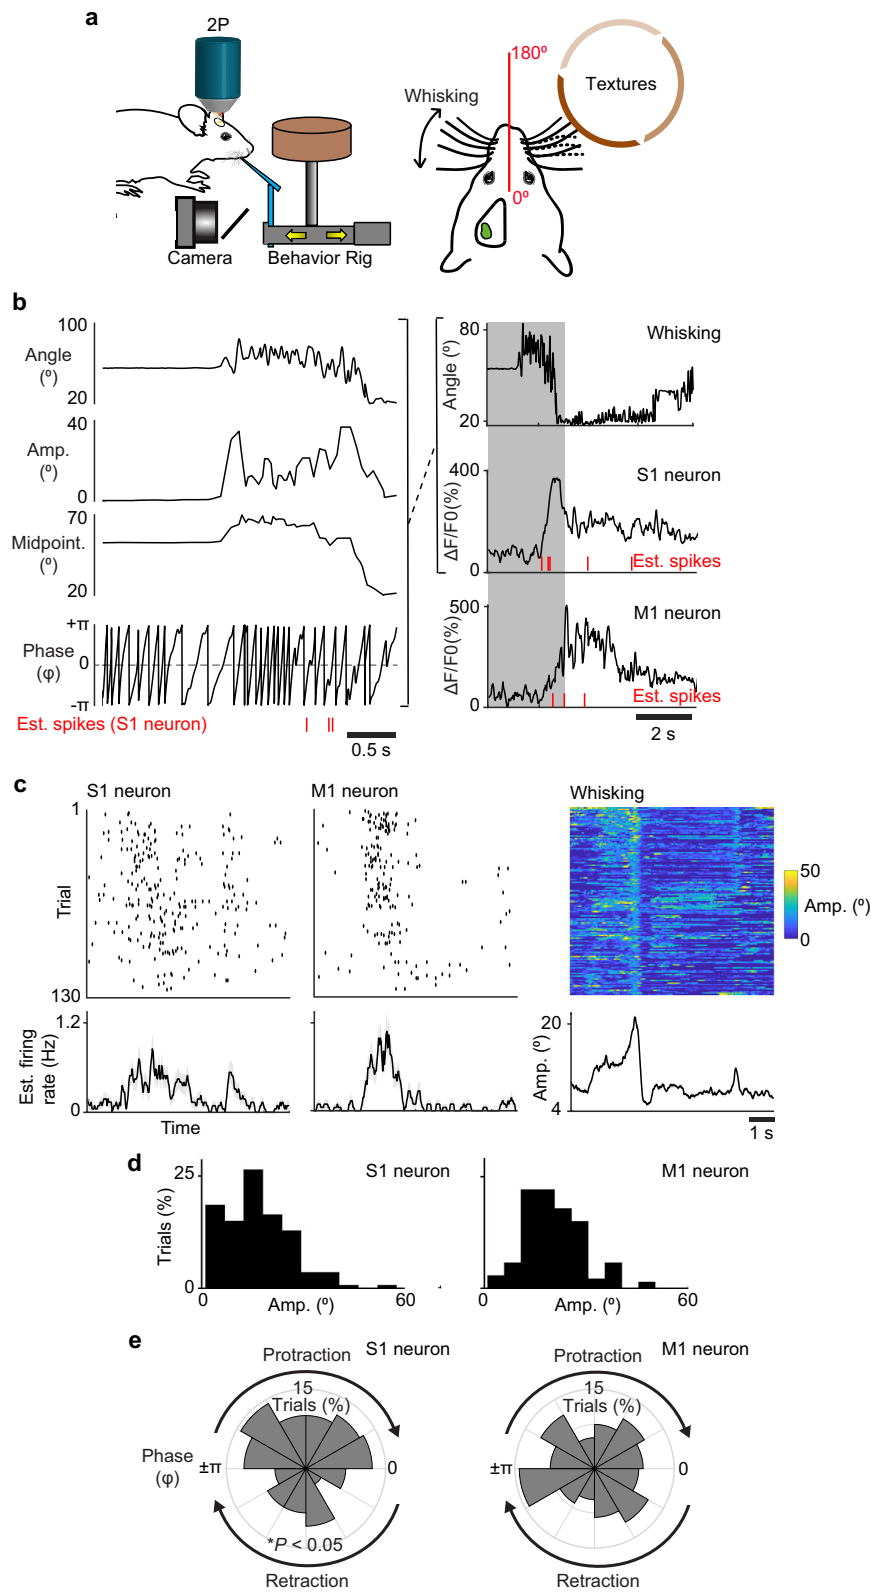 a
2P
180º
Whisking
Textures
0º
Camera
Behavior Rig
b
100
Angle
(º)
20
40
Amp.
(º)
0
70
Midpoint.
(º)
20
+π
Phase
(φ)
0
-π
Est. spikes (S1 neuron)
0.5 s
80
Whisking
Angle (º)
20
400
S1 neuron
ΔF/F0(%)
0
Est. spikes
500
M1 neuron
ΔF/F0(%)
0
Est. spikes
2 s
c
S1 neuron
M1 neuron
Whisking
1
Trial
130
50
Amp. (º)
0
1.2
Est. firing
rate (Hz)
0
Time
20
Amp. (º)
4
1 s
d
S1 neuron
M1 neuron
25
Trials (%)
0
0
Amp. (º)
60
0
Amp. (º)
60
e
Protraction
S1 neuron
15
Trials (%)
Phase
(φ)
±π
0
*P < 0.05
Retraction
Protraction
M1 neuron
15
Trials (%)
±π
0
Retraction